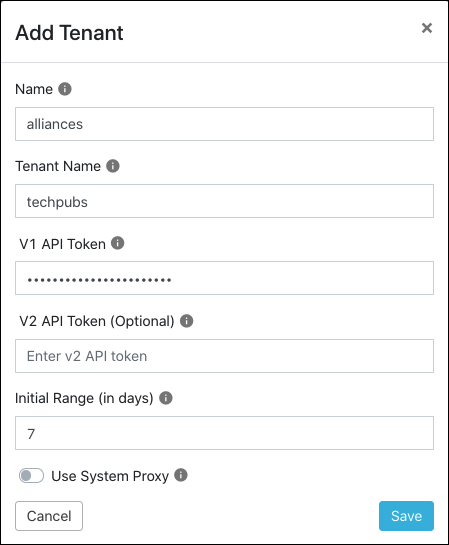 Add Tenant ×
Name
alliances
Tenant Name
techpubs
V1 API Token
•••••••••••••••••••••••
V2 API Token (Optional)
Enter v2 API token
Initial Range (in days)
7
Use System Proxy
Cancel Save